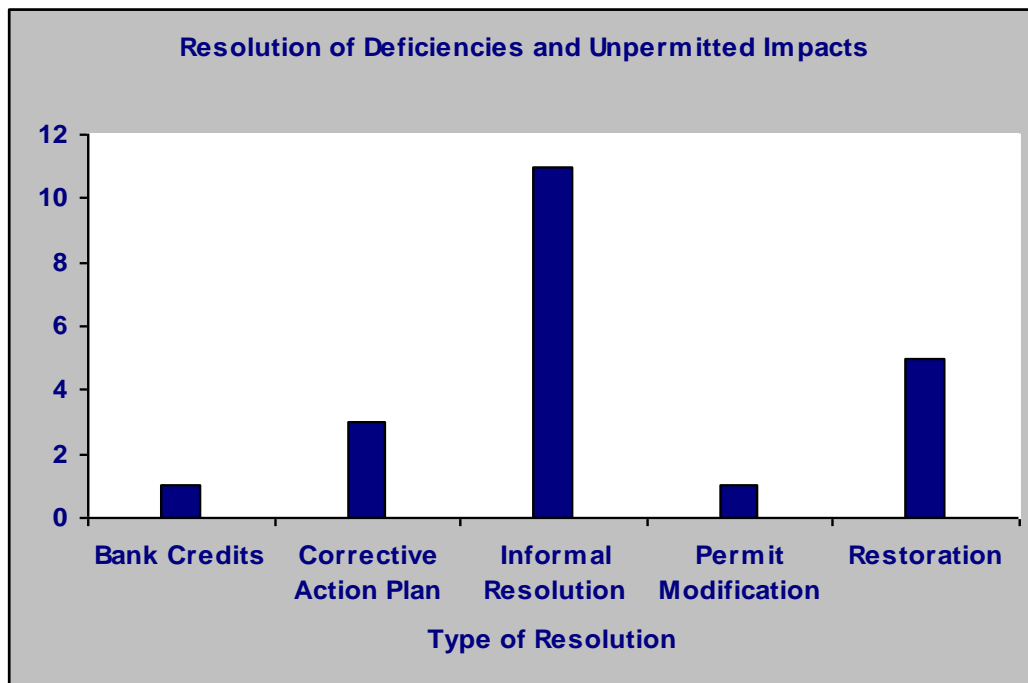 Resolution of Deficiencies and Unpermitted Impacts
12
10
8
6
4
2
0
Bank Credits
Corrective
Action Plan
Informal
Resolution
Permit
Modification
Restoration
Type of Resolution